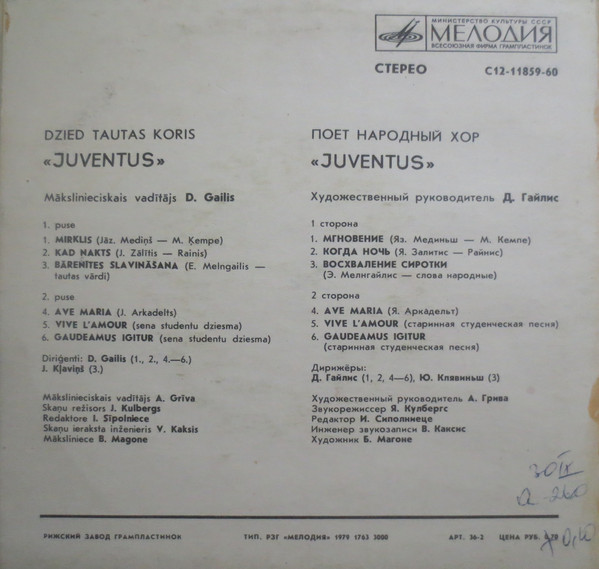 МИНИСТЕРСТВО КУЛЬТУРЫ СССР
МЕЛОДИЯ
ВСЕСОЮЗНАЯ ФИРМА ГРАМПЛАСТИНОК
СТЕРЕО С12-11859-60
DZIED TAUTAS KORIS
«JUVENTUS»
Mākslinieciskais vadītājs D. Gailis
1. puse
1. MIRKLIS (Jāz. Mediņš — M. Ķempe)
2. KAD NAKTS (J. Zālītis — Rainis)
3. BĀRENĪTES SLAVINĀŠANA (E. Melngailis —
tautas vārdi)
2. puse
4. AVE MARIA (J. Arkadelts)
5. VIVE L'AMOUR (sena studentu dziesma)
6. GAUDEAMUS IGITUR (sena studentu dziesma)
Diriģenti: D. Gailis (1., 2., 4.—6.)
J. Kļaviņš (3.)
Mākslinieciskais vadītājs A. Grīva
Skaņu režisors J. Kulbergs
Redaktore I. Sīpolniece
Skaņu ieraksta inženieris V. Kaksis
Māksliniece B. Magone
ПОЕТ НАРОДНЫЙ ХОР
«JUVENTUS»
Художественный руководитель Д. Гайлис
1 сторона
1. МГНОВЕНИЕ (Яз. Мединьш — М. Кемпе)
2. КОГДА НОЧЬ (Я. Залитис — Райнис)
3. ВОСХВАЛЕНИЕ СИРОТКИ
(Э. Мелнгайлис — слова народные)
2 сторона
4. AVE MARIA (Я. Аркадельт)
5. VIVE L'AMOUR (старинная студенческая песня)
6. GAUDEAMUS IGITUR
(старинная студенческая песня)
Дирижёры:
Д. Гайлис (1, 2, 4—6), Ю. Клявиньш (3)
Художественный руководитель А. Грива
Звукорежиссер Я. Кулбергс
Редактор И. Сиполниеце
Инженер звукозаписи В. Каксис
Художник Б. Магоне
30 IX
РИЖСКИЙ ЗАВОД ГРАМПЛАСТИНОК ТИП. РЗГ «МЕЛОДИЯ» 1979 1763 3000 АРТ. 36-2 ЦЕНА РУБ.